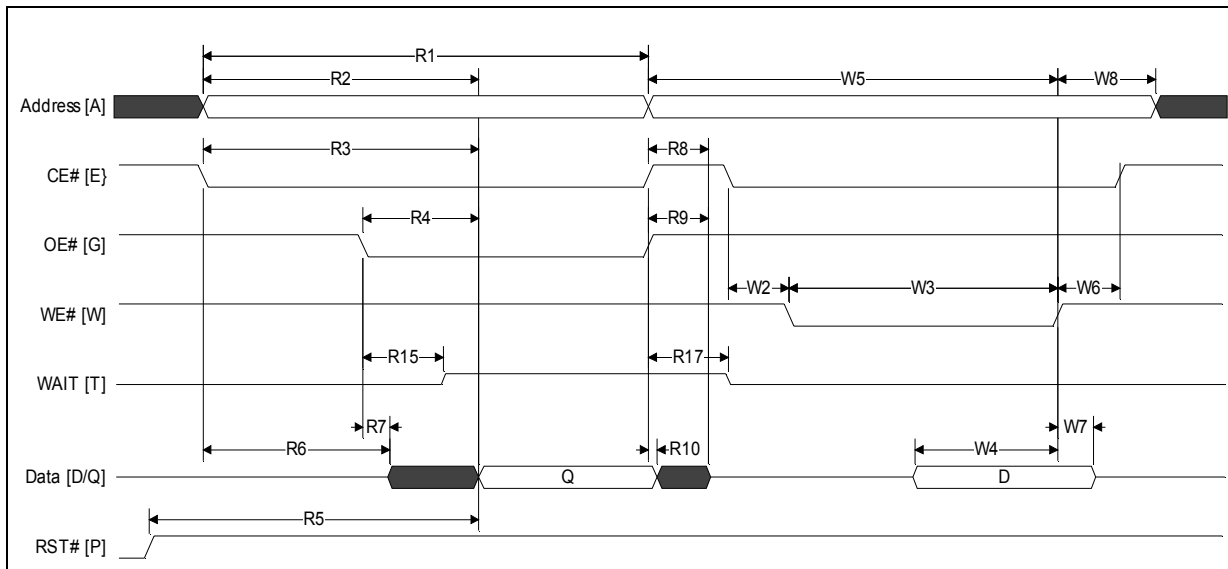 R1
R2
W5
W8
Address [A]
R3
R8
CE# [E}
R4
R9
OE# [G]
W2
W3
W6
WE# [W]
R15
R17
WAIT [T]
R7
R6
R10
W4
W7
Data [D/Q]
Q
D
R5
RST# [P]